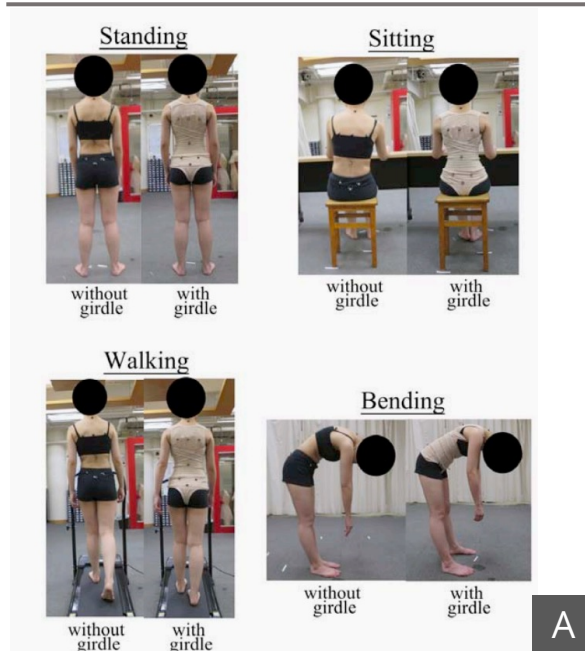 Standing
Sitting
without
girdle
with
girdle
without
girdle
with
girdle
Walking
Bending
without
girdle
with
girdle
without
girdle
with
girdle
A